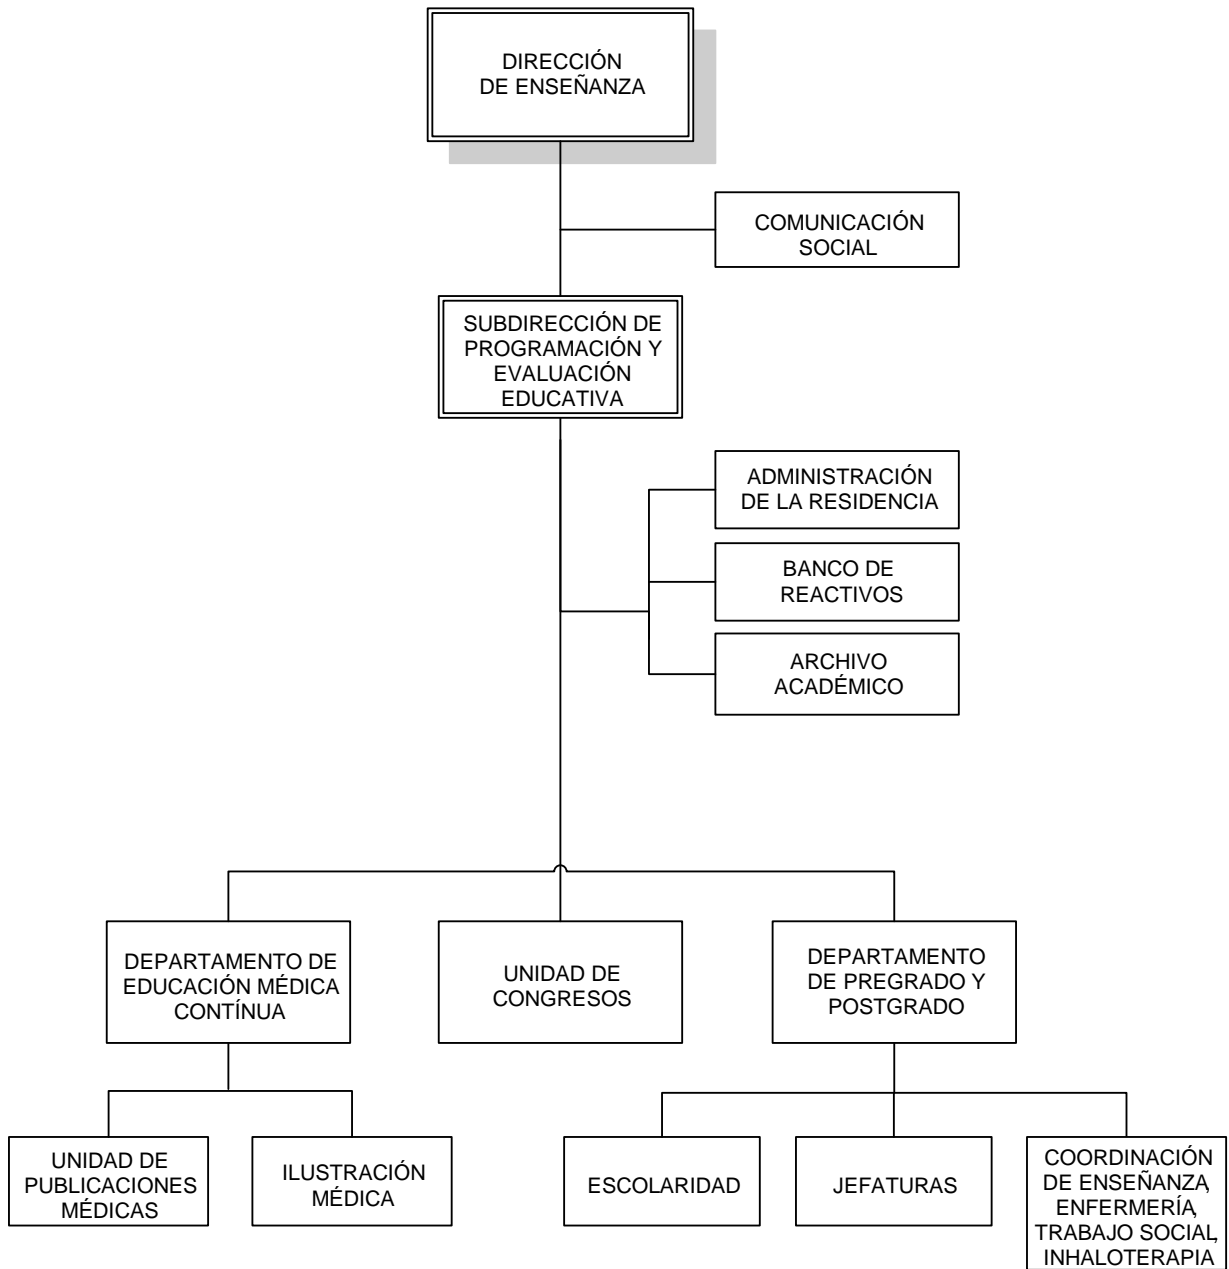 DIRECCIÓN
DE ENSEÑANZA
COMUNICACIÓN
SOCIAL
SUBDIRECCIÓN DE
PROGRAMACIÓN Y
EVALUACIÓN
EDUCATIVA
ADMINISTRACIÓN
DE LA RESIDENCIA
BANCO DE
REACTIVOS
ARCHIVO
ACADÉMICO
DEPARTAMENTO DE
EDUCACIÓN MÉDICA
CONTÍNUA
UNIDAD DE
CONGRESOS
DEPARTAMENTO
DE PREGRADO Y
POSTGRADO
UNIDAD DE
PUBLICACIONES
MÉDICAS
ILUSTRACIÓN
MÉDICA
ESCOLARIDAD
JEFATURAS
COORDINACIÓN
DE ENSEÑANZA,
ENFERMERÍA,
TRABAJO SOCIAL,
INHALOTERAPIA